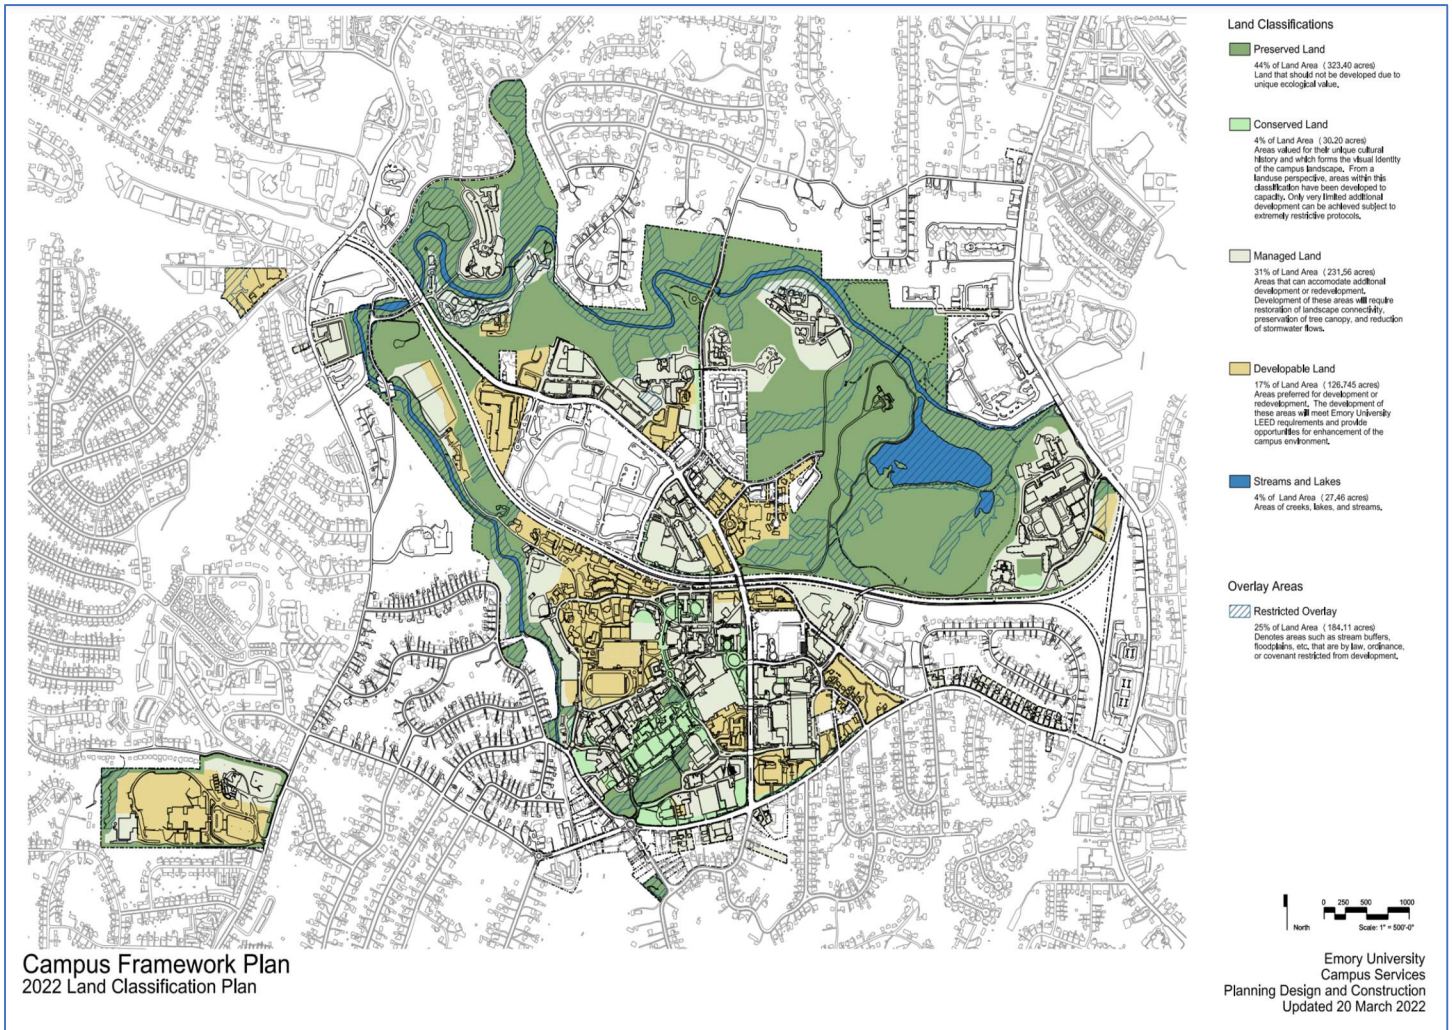 Land Classifications
Preserved Land
44% of Land Area ( 323.40 acres)
Land that should not be developed due to
unique ecological value.
Conserved Land
4% of Land Area ( 30.20 acres)
Areas valued for their unique cultural
history and which forms the visual identity
of the campus landscape. From a
landuse perspective, areas within this
classification have been developed to
capacity. Only very limited additional
development can be achieved subject to
extremely restrictive protocols.
Managed Land
31% of Land Area ( 231.56 acres)
Areas that can accomodate additonal
development or redevelopment.
Development of these areas will require
restoration of landscape connectivity,
preservation of tree canopy, and reduction
of stormwater flows.
Developable Land
17% of Land Area ( 126.745 acres)
Areas preferred for development or
redevelopment. The development of
these areas will meet Emory University
LEED requirements and provide
opportunities for enhancement of the
campus environment.
Streams and Lakes
4% of Land Area ( 27.46 acres)
Areas of creeks, lakes, and streams.
Overlay Areas
Restricted Overlay
25% of Land Area ( 184.11 acres)
Denotes areas such as stream buffers,
floodplains, etc. that are by law, ordinance,
or covenant restricted from development.
0 250 500 1000
North
Scale: 1" = 500'-0"
Campus Framework Plan
2022 Land Classification Plan
Emory University
Campus Services
Planning Design and Construction
Updated 20 March 2022